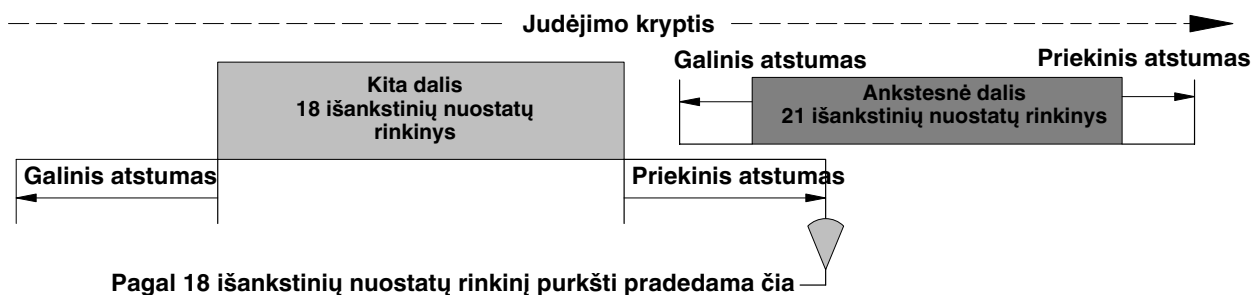 Judėjimo kryptis
Galinis atstumas
Priekinis atstumas
Kita dalis
18 išankstinių nuostatų
rinkinys
Ankstesnė dalis
21 išankstinių nuostatų rinkinys
Galinis atstumas
Priekinis atstumas
Pagal 18 išankstinių nuostatų rinkinį purkšti pradedama čia